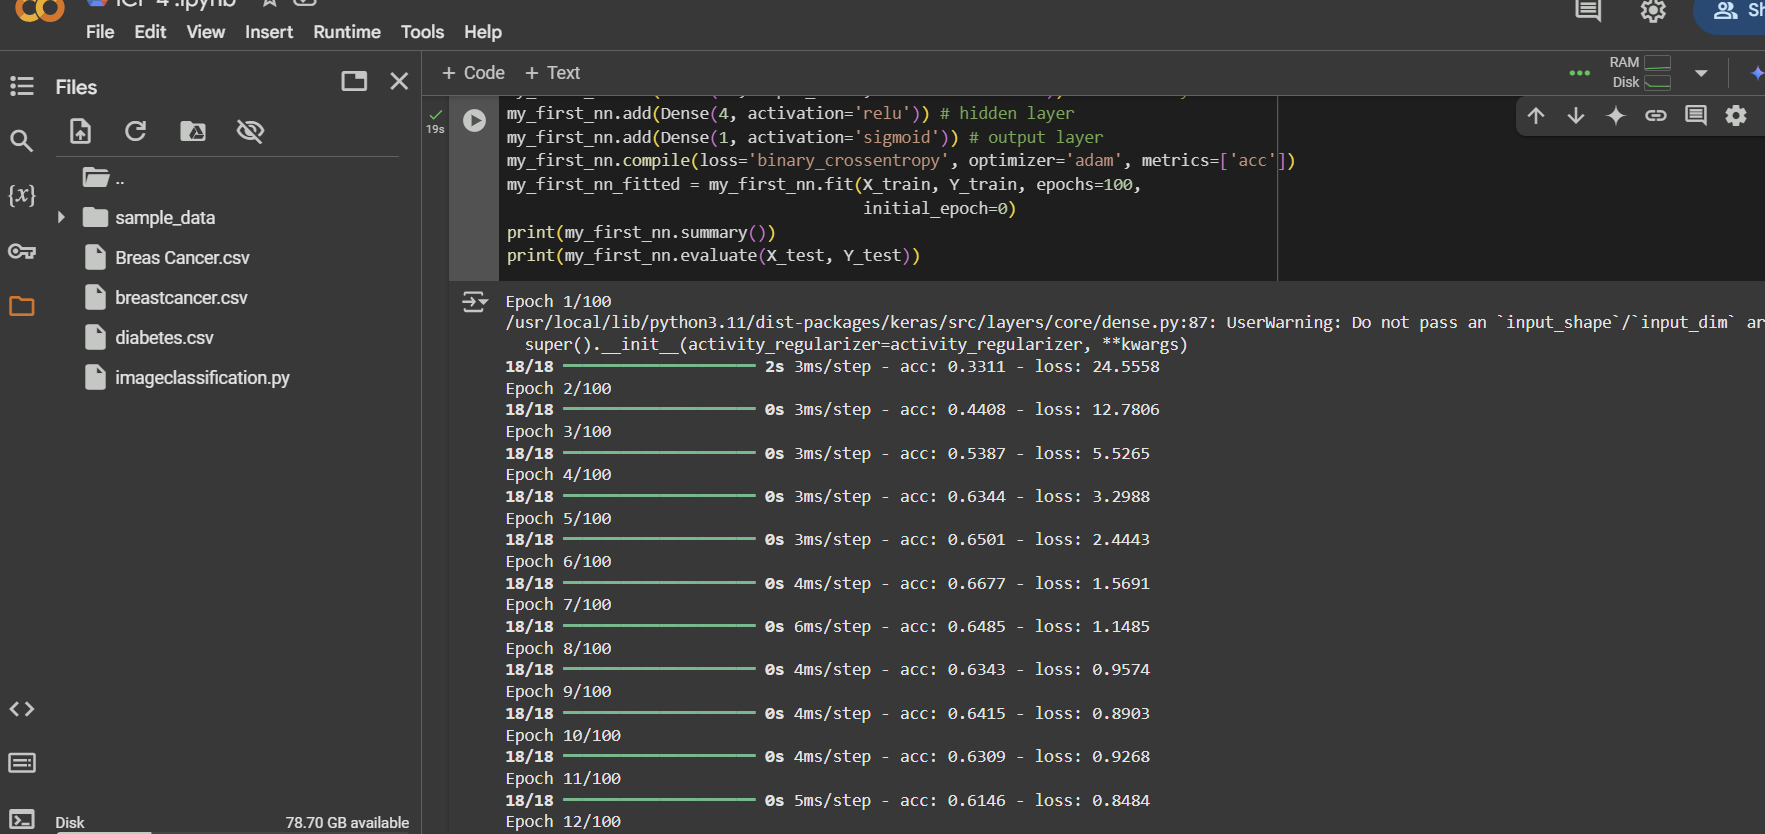 ICP 4 .ipynb
File Edit View Insert Runtime Tools Help
Sh
Files
+ Code + Text
RAM
Disk
..
sample_data
Breas Cancer.csv
breastcancer.csv
diabetes.csv
imageclassification.py
{x}
Disk 78.70 GB available
19s
my_first_nn.add(Dense(4, activation='relu')) # hidden layer
my_first_nn.add(Dense(1, activation='sigmoid')) # output layer
my_first_nn.compile(loss='binary_crossentropy', optimizer='adam', metrics=['acc'])
my_first_nn_fitted = my_first_nn.fit(X_train, Y_train, epochs=100,
initial_epoch=0)
print(my_first_nn.summary())
print(my_first_nn.evaluate(X_test, Y_test))
Epoch 1/100
/usr/local/lib/python3.11/dist-packages/keras/src/layers/core/dense.py:87: UserWarning: Do not pass an `input_shape`/`input_dim` ar
super().__init__(activity_regularizer=activity_regularizer, **kwargs)
18/18 ━━━━━━━━━━━━━━━━━━━━ 2s 3ms/step - acc: 0.3311 - loss: 24.5558
Epoch 2/100
18/18 ━━━━━━━━━━━━━━━━━━━━ 0s 3ms/step - acc: 0.4408 - loss: 12.7806
Epoch 3/100
18/18 ━━━━━━━━━━━━━━━━━━━━ 0s 3ms/step - acc: 0.5387 - loss: 5.5265
Epoch 4/100
18/18 ━━━━━━━━━━━━━━━━━━━━ 0s 3ms/step - acc: 0.6344 - loss: 3.2988
Epoch 5/100
18/18 ━━━━━━━━━━━━━━━━━━━━ 0s 3ms/step - acc: 0.6501 - loss: 2.4443
Epoch 6/100
18/18 ━━━━━━━━━━━━━━━━━━━━ 0s 4ms/step - acc: 0.6677 - loss: 1.5691
Epoch 7/100
18/18 ━━━━━━━━━━━━━━━━━━━━ 0s 6ms/step - acc: 0.6485 - loss: 1.1485
Epoch 8/100
18/18 ━━━━━━━━━━━━━━━━━━━━ 0s 4ms/step - acc: 0.6343 - loss: 0.9574
Epoch 9/100
18/18 ━━━━━━━━━━━━━━━━━━━━ 0s 4ms/step - acc: 0.6415 - loss: 0.8903
Epoch 10/100
18/18 ━━━━━━━━━━━━━━━━━━━━ 0s 4ms/step - acc: 0.6309 - loss: 0.9268
Epoch 11/100
18/18 ━━━━━━━━━━━━━━━━━━━━ 0s 5ms/step - acc: 0.6146 - loss: 0.8484
Epoch 12/100